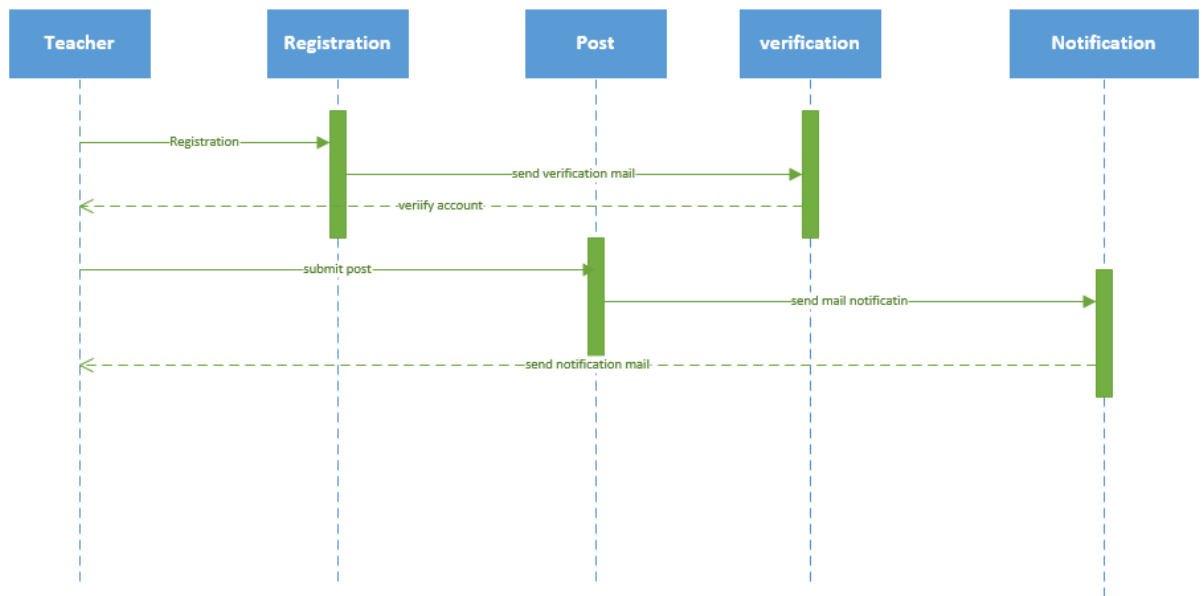 Teacher
Registration
Post
verification
Notification
Registration
send verification mail
veriify account
submit post
send mail notificatin
send notification mail